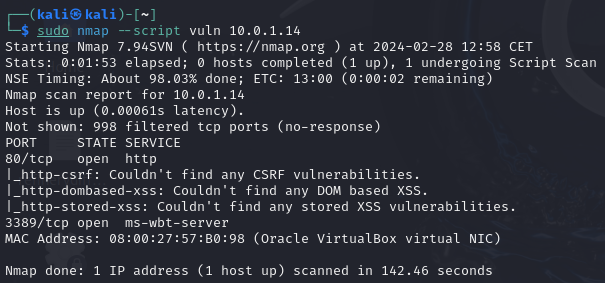 ┌──(kali㉿kali)-[~]
└─$ sudo nmap --script vuln 10.0.1.14
Starting Nmap 7.94SVN ( https://nmap.org ) at 2024-02-28 12:58 CET
Stats: 0:01:53 elapsed; 0 hosts completed (1 up), 1 undergoing Script Scan
NSE Timing: About 98.03% done; ETC: 13:00 (0:00:02 remaining)
Nmap scan report for 10.0.1.14
Host is up (0.00061s latency).
Not shown: 998 filtered tcp ports (no-response)
PORT     STATE SERVICE
80/tcp   open  http
|_http-csrf: Couldn't find any CSRF vulnerabilities.
|_http-dombased-xss: Couldn't find any DOM based XSS.
|_http-stored-xss: Couldn't find any stored XSS vulnerabilities.
3389/tcp open  ms-wbt-server
MAC Address: 08:00:27:57:B0:98 (Oracle VirtualBox virtual NIC)

Nmap done: 1 IP address (1 host up) scanned in 142.46 seconds